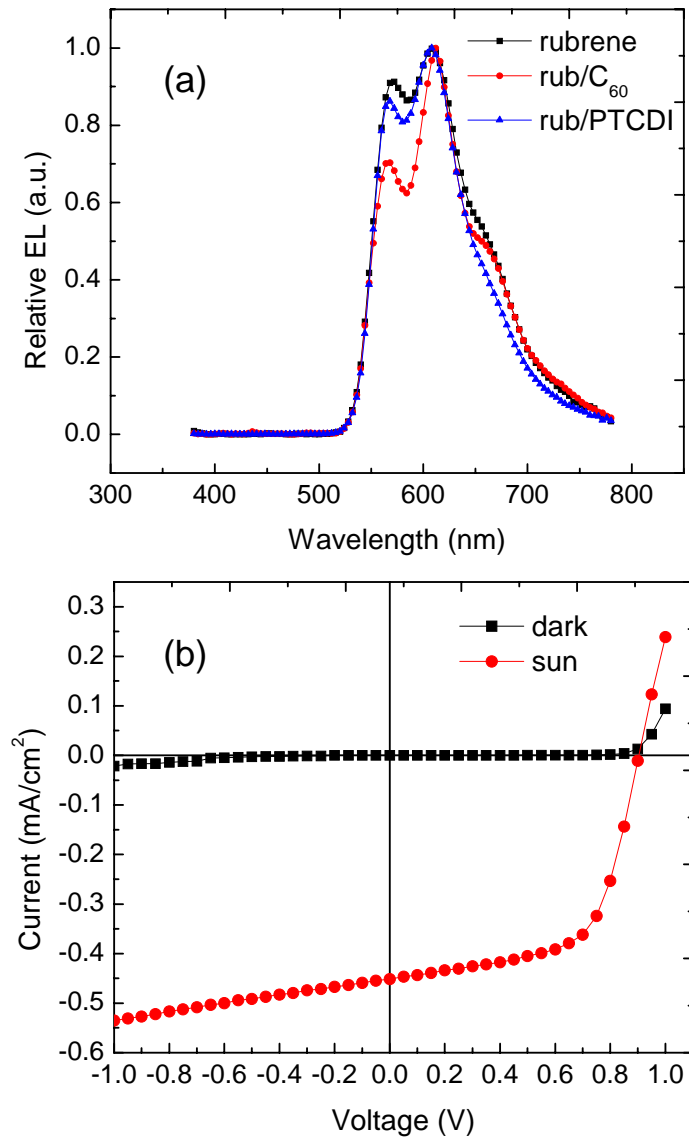 (a)
rubrene
rub/C₆₀
rub/PTCDI
Relative EL (a.u.)
1.0
0.8
0.6
0.4
0.2
0.0
300 400 500 600 700 800
Wavelength (nm)
(b)
dark
sun
Current (mA/cm²)
0.3
0.2
0.1
0.0
-0.1
-0.2
-0.3
-0.4
-0.5
-0.6
-1.0 -0.8 -0.6 -0.4 -0.2 0.0 0.2 0.4 0.6 0.8 1.0
Voltage (V)